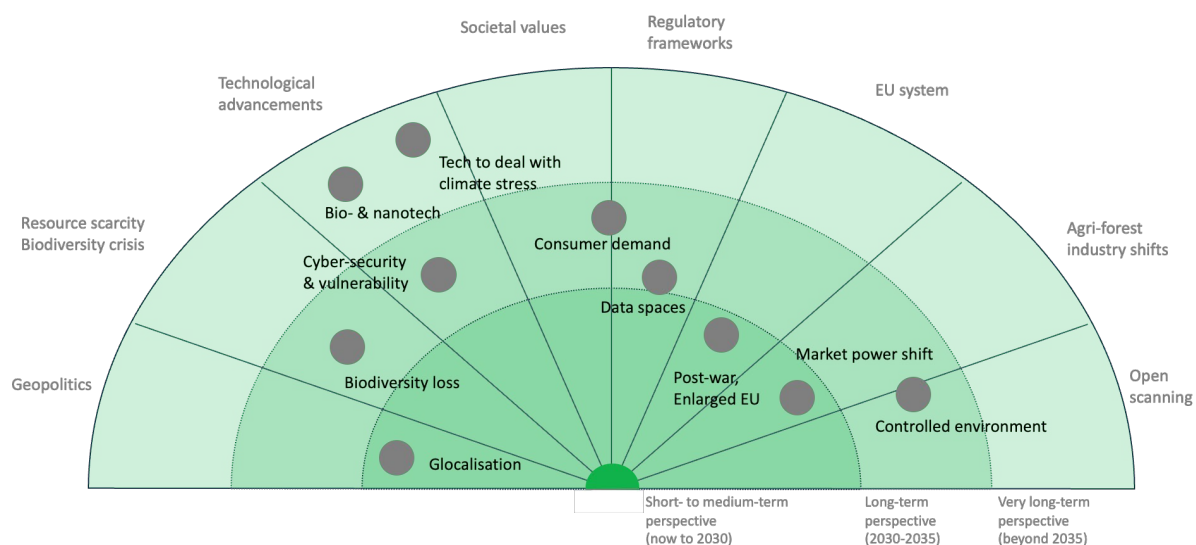 Societal values
Regulatory
frameworks
Technological
advancements
EU system
Tech to deal with
climate stress
Bio- & nanotech
Resource scarcity
Biodiversity crisis
Agri-forest
industry shifts
Consumer demand
Cyber-security
& vulnerability
Data spaces
Market power shift
Post-war,
Enlarged EU
Biodiversity loss
Geopolitics
Open
scanning
Controlled environment
Glocalisation
Short- to medium-term
perspective
(now to 2030)
Long-term
perspective
(2030-2035)
Very long-term
perspective
(beyond 2035)